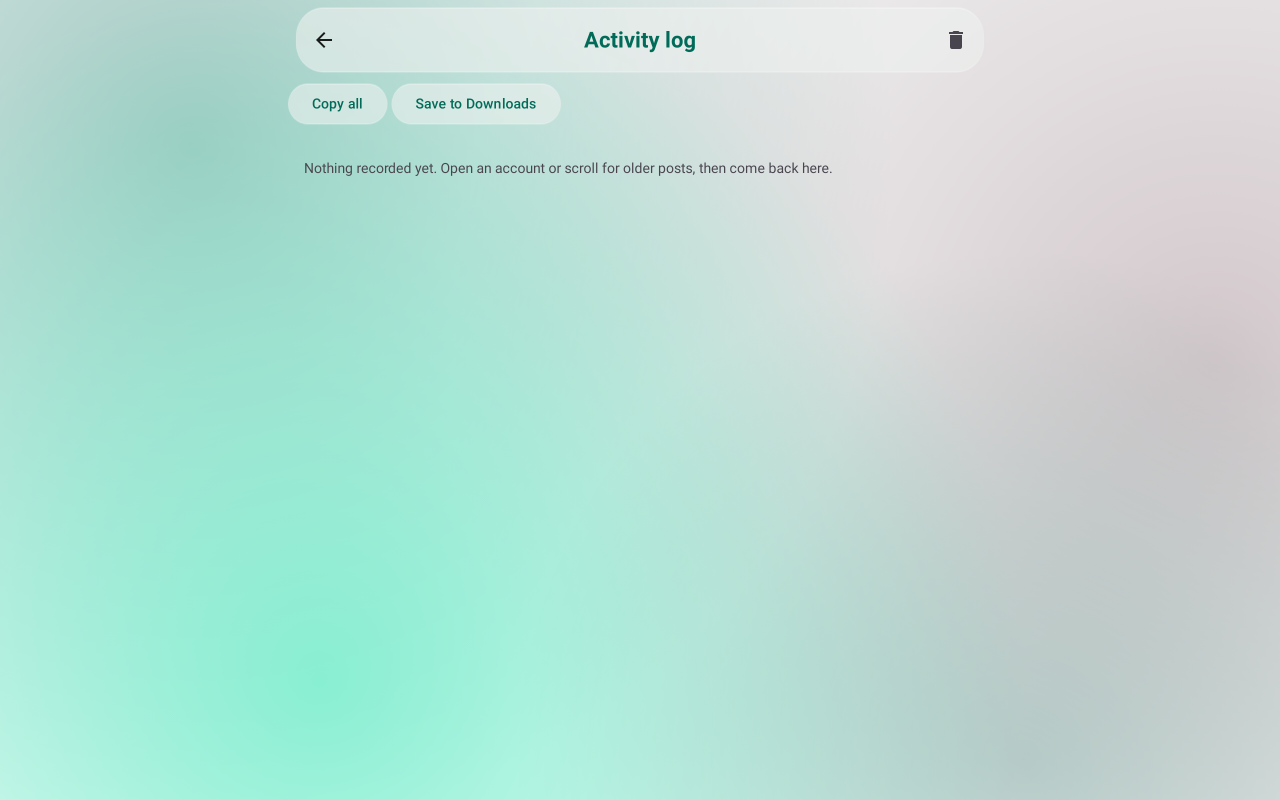 Activity log
Copy all
Save to Downloads
Nothing recorded yet. Open an account or scroll for older posts, then come back here.